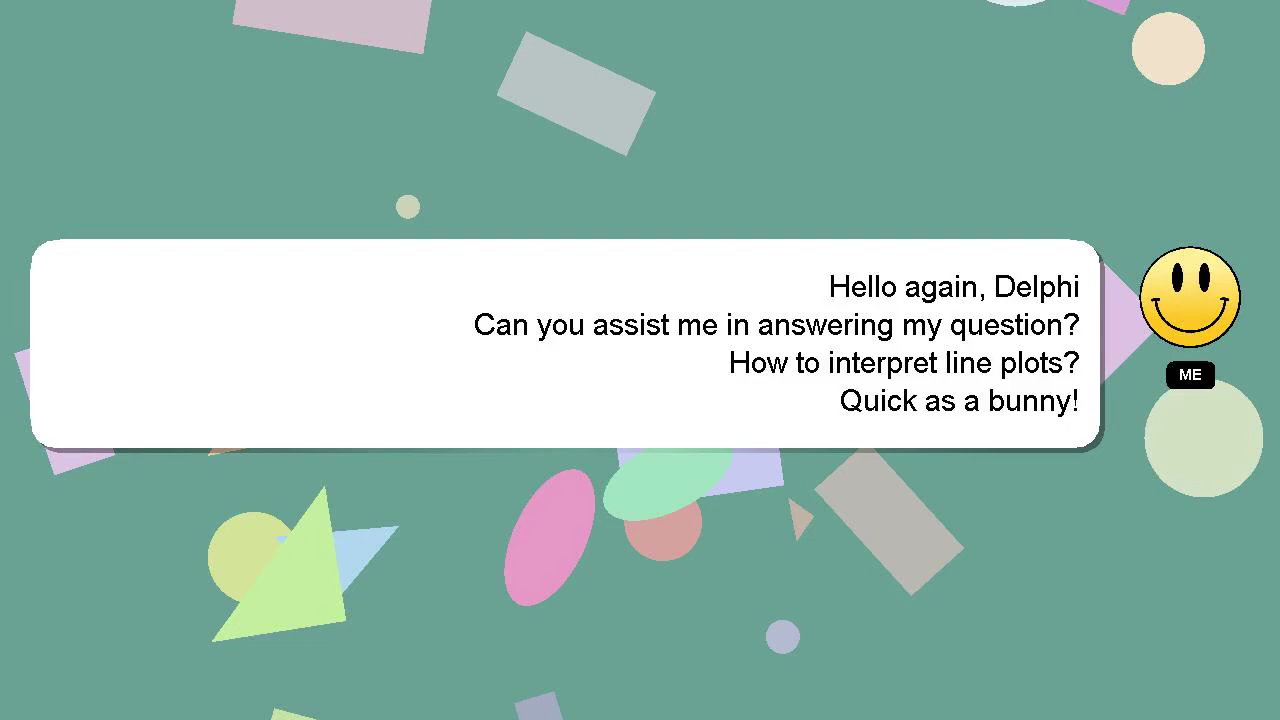 Hello again, Delphi
Can you assist me in answering my question?
How to interpret line plots?
Quick as a bunny!
ME